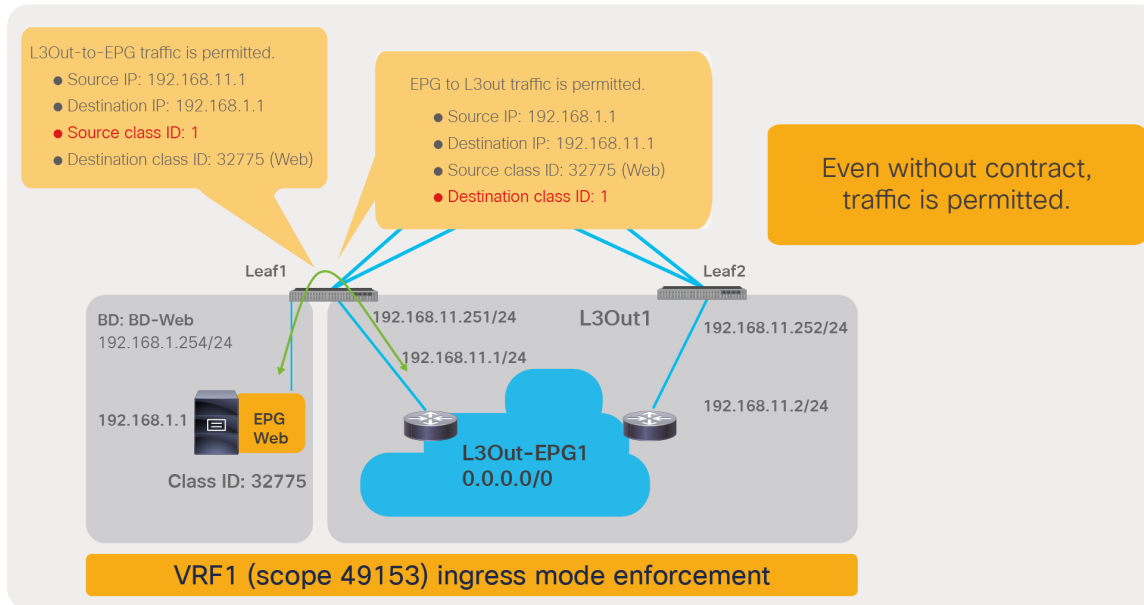 L3Out-to-EPG traffic is permitted.
● Source IP: 192.168.11.1
● Destination IP: 192.168.1.1
● Source class ID: 1
● Destination class ID: 32775 (Web)
EPG to L3out traffic is permitted.
● Source IP: 192.168.1.1
● Destination IP: 192.168.11.1
● Source class ID: 32775 (Web)
● Destination class ID: 1
Even without contract,
traffic is permitted.
Leaf1
Leaf2
BD: BD-Web
192.168.1.254/24
192.168.11.251/24
L3Out1
192.168.11.252/24
192.168.11.1/24
192.168.1.1
EPG
Web
192.168.11.2/24
L3Out-EPG1
0.0.0.0/0
Class ID: 32775
VRF1 (scope 49153) ingress mode enforcement